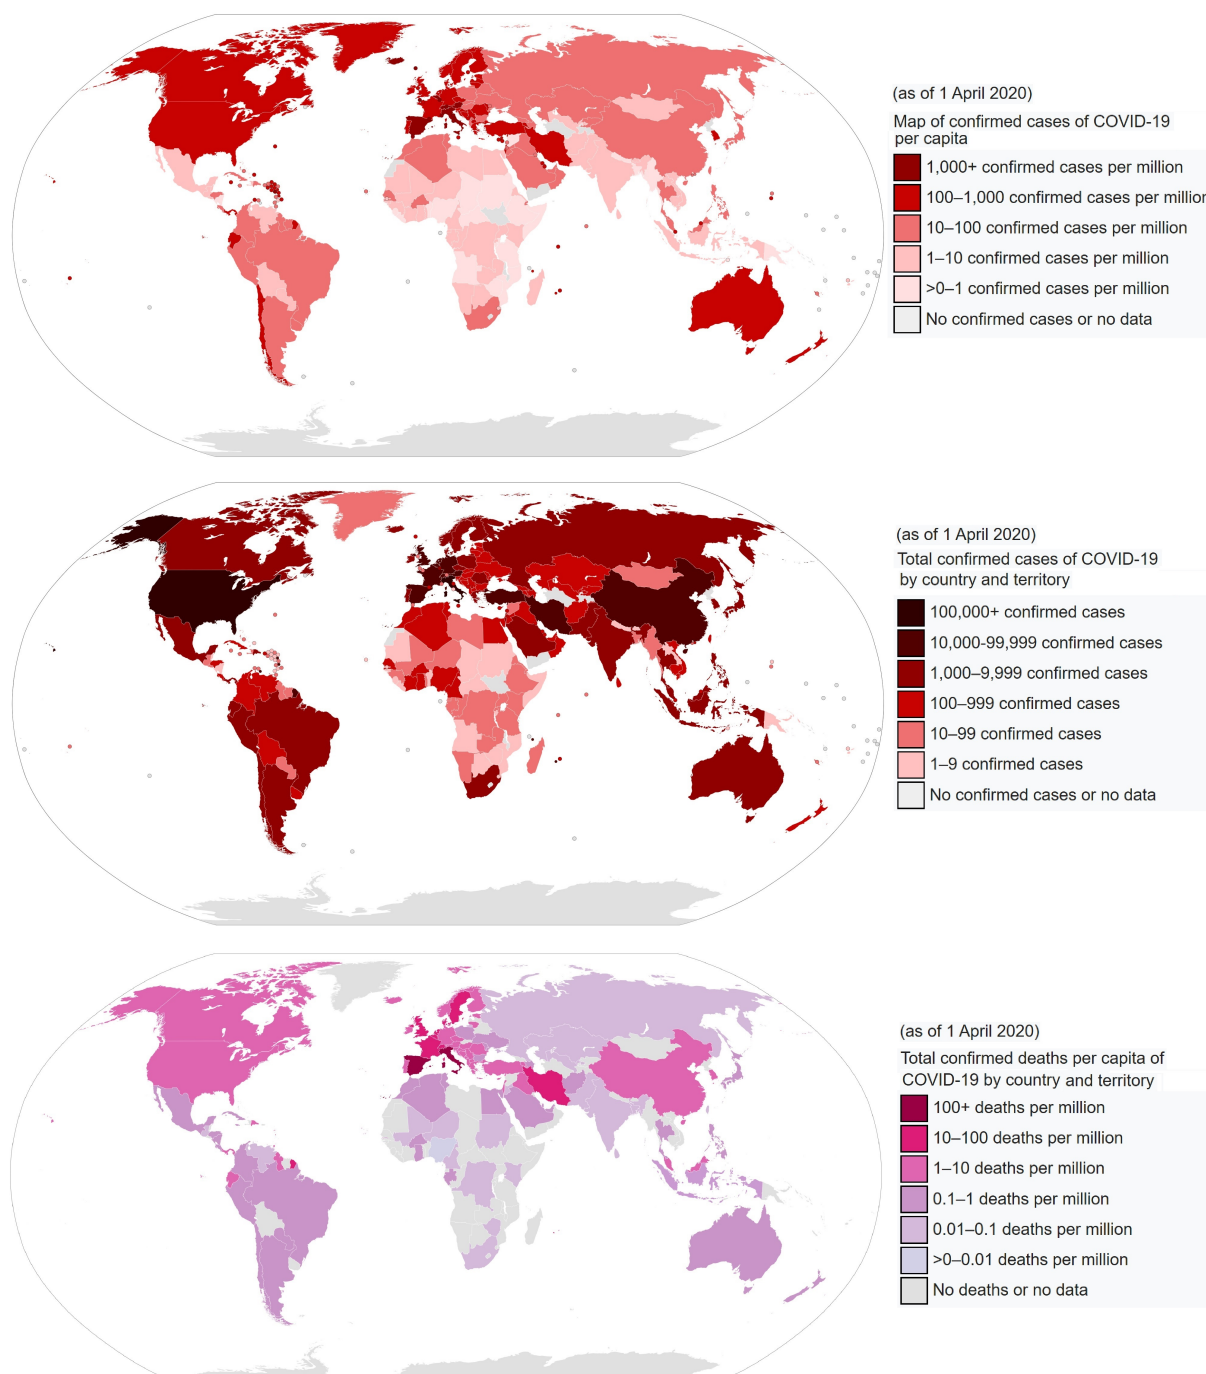 (as of 1 April 2020)
Map of confirmed cases of COVID-19
per capita
1,000+ confirmed cases per million
100–1,000 confirmed cases per million
10–100 confirmed cases per million
1–10 confirmed cases per million
>0–1 confirmed cases per million
No confirmed cases or no data
(as of 1 April 2020)
Total confirmed cases of COVID-19
by country and territory
100,000+ confirmed cases
10,000-99,999 confirmed cases
1,000–9,999 confirmed cases
100–999 confirmed cases
10–99 confirmed cases
1–9 confirmed cases
No confirmed cases or no data
(as of 1 April 2020)
Total confirmed deaths per capita of
COVID-19 by country and territory
100+ deaths per million
10–100 deaths per million
1–10 deaths per million
0.1–1 deaths per million
0.01–0.1 deaths per million
>0–0.01 deaths per million
No deaths or no data